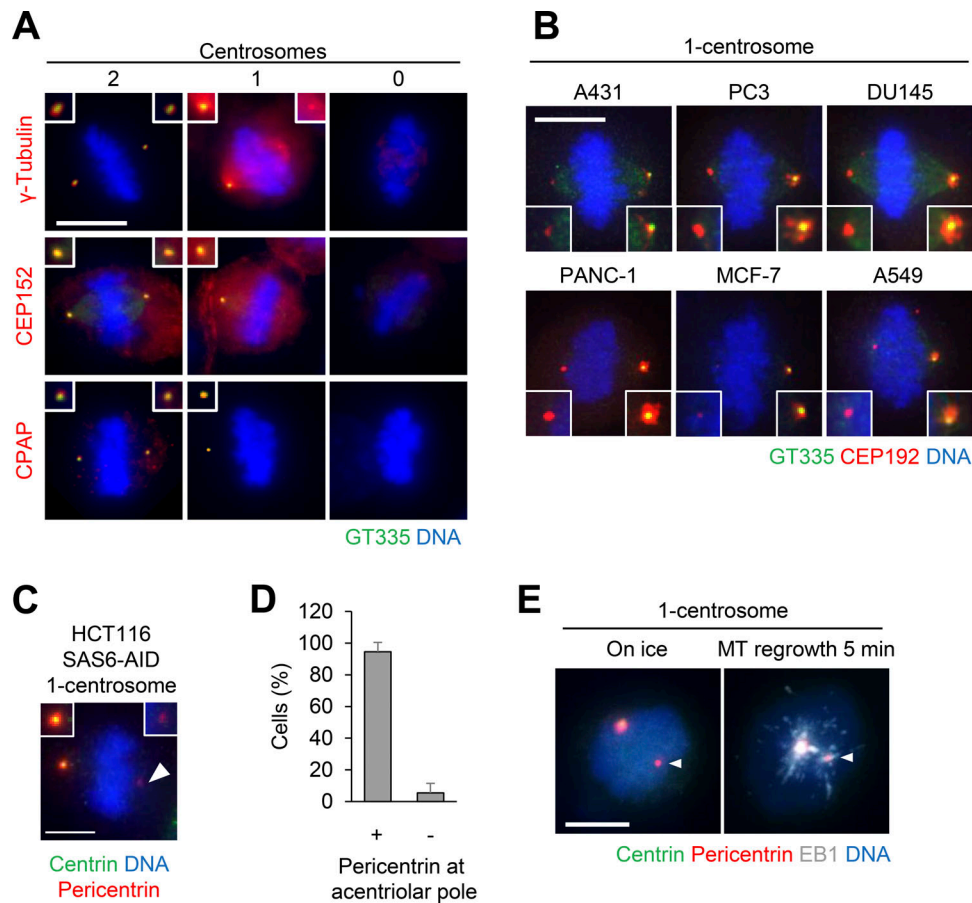 A
Centrosomes
2 1 0
γ-Tubulin
CEP152
CPAP
GT335 DNA
B
1-centrosome
A431 PC3 DU145
PANC-1 MCF-7 A549
GT335 CEP192 DNA
C
HCT116
SAS6-AID
1-centrosome
Centrin DNA
Pericentrin
D
Cells (%)
120
100
80
60
40
20
0
+ -
Pericentrin at
acentriolar pole
E
1-centrosome
On ice MT regrowth 5 min
Centrin Pericentrin EB1 DNA